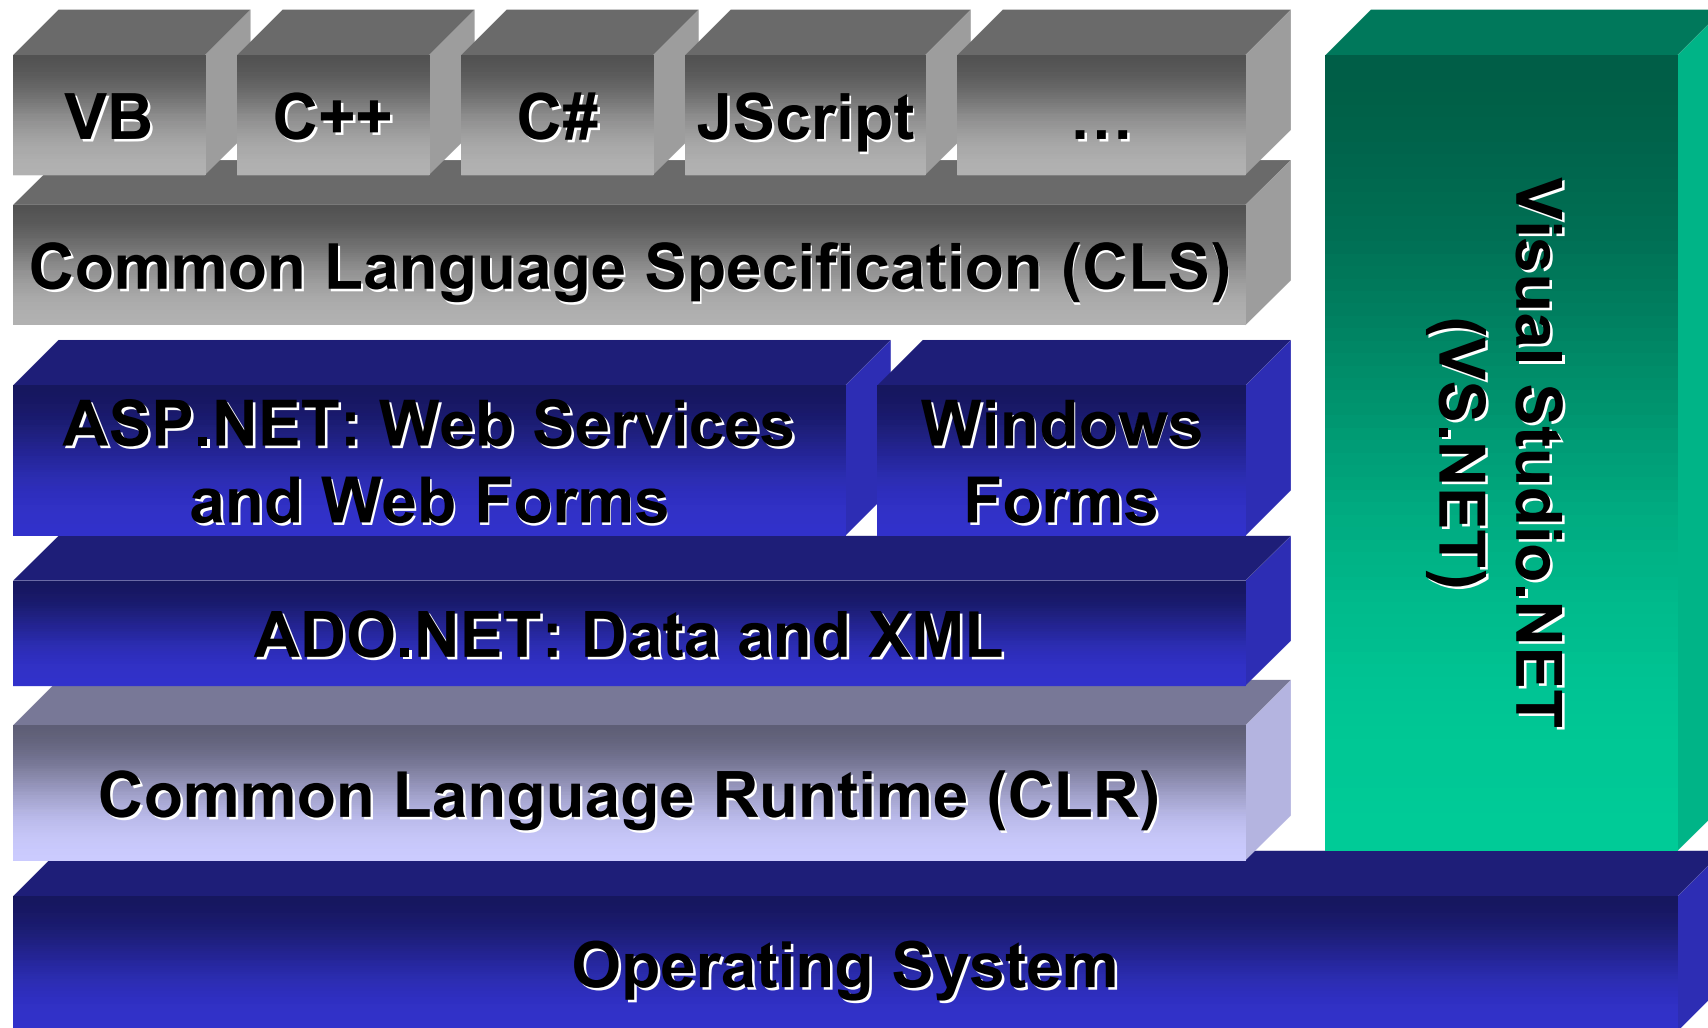 VB
C++
C#
JScript
…
Common Language Specification (CLS)
ASP.NET: Web Services
and Web Forms
Windows
Forms
ADO.NET: Data and XML
Common Language Runtime (CLR)
Operating System
Visual Studio.NET
(VS.NET)